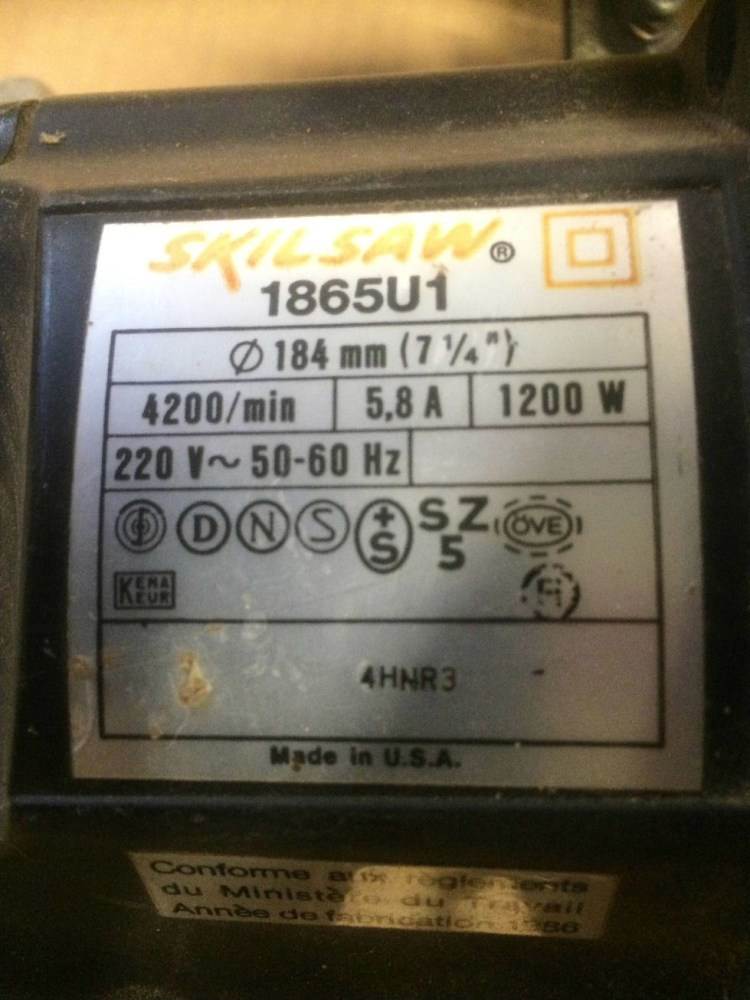 SKILSAW ®
1865U1
Ø 184 mm (7 1/4")
4200/min 5,8 A 1200 W
220 V~ 50-60 Hz
D N S +S SZ 5 ÖVE
KEMA KEUR FI
4HNR3 -
Made in U.S.A.
Conforme aux règlements
du Ministère du Travail
Année de fabrication 1986